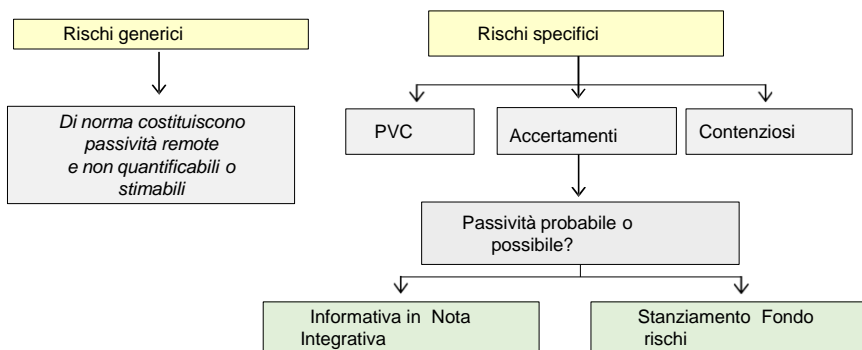 Rischi generici
Rischi specifici
Di norma costituiscono
passività remote
e non quantificabili o
stimabili
PVC
Accertamenti
Contenziosi
Passività probabile o
possibile?
Informativa in Nota
Integrativa
Stanziamento Fondo
rischi